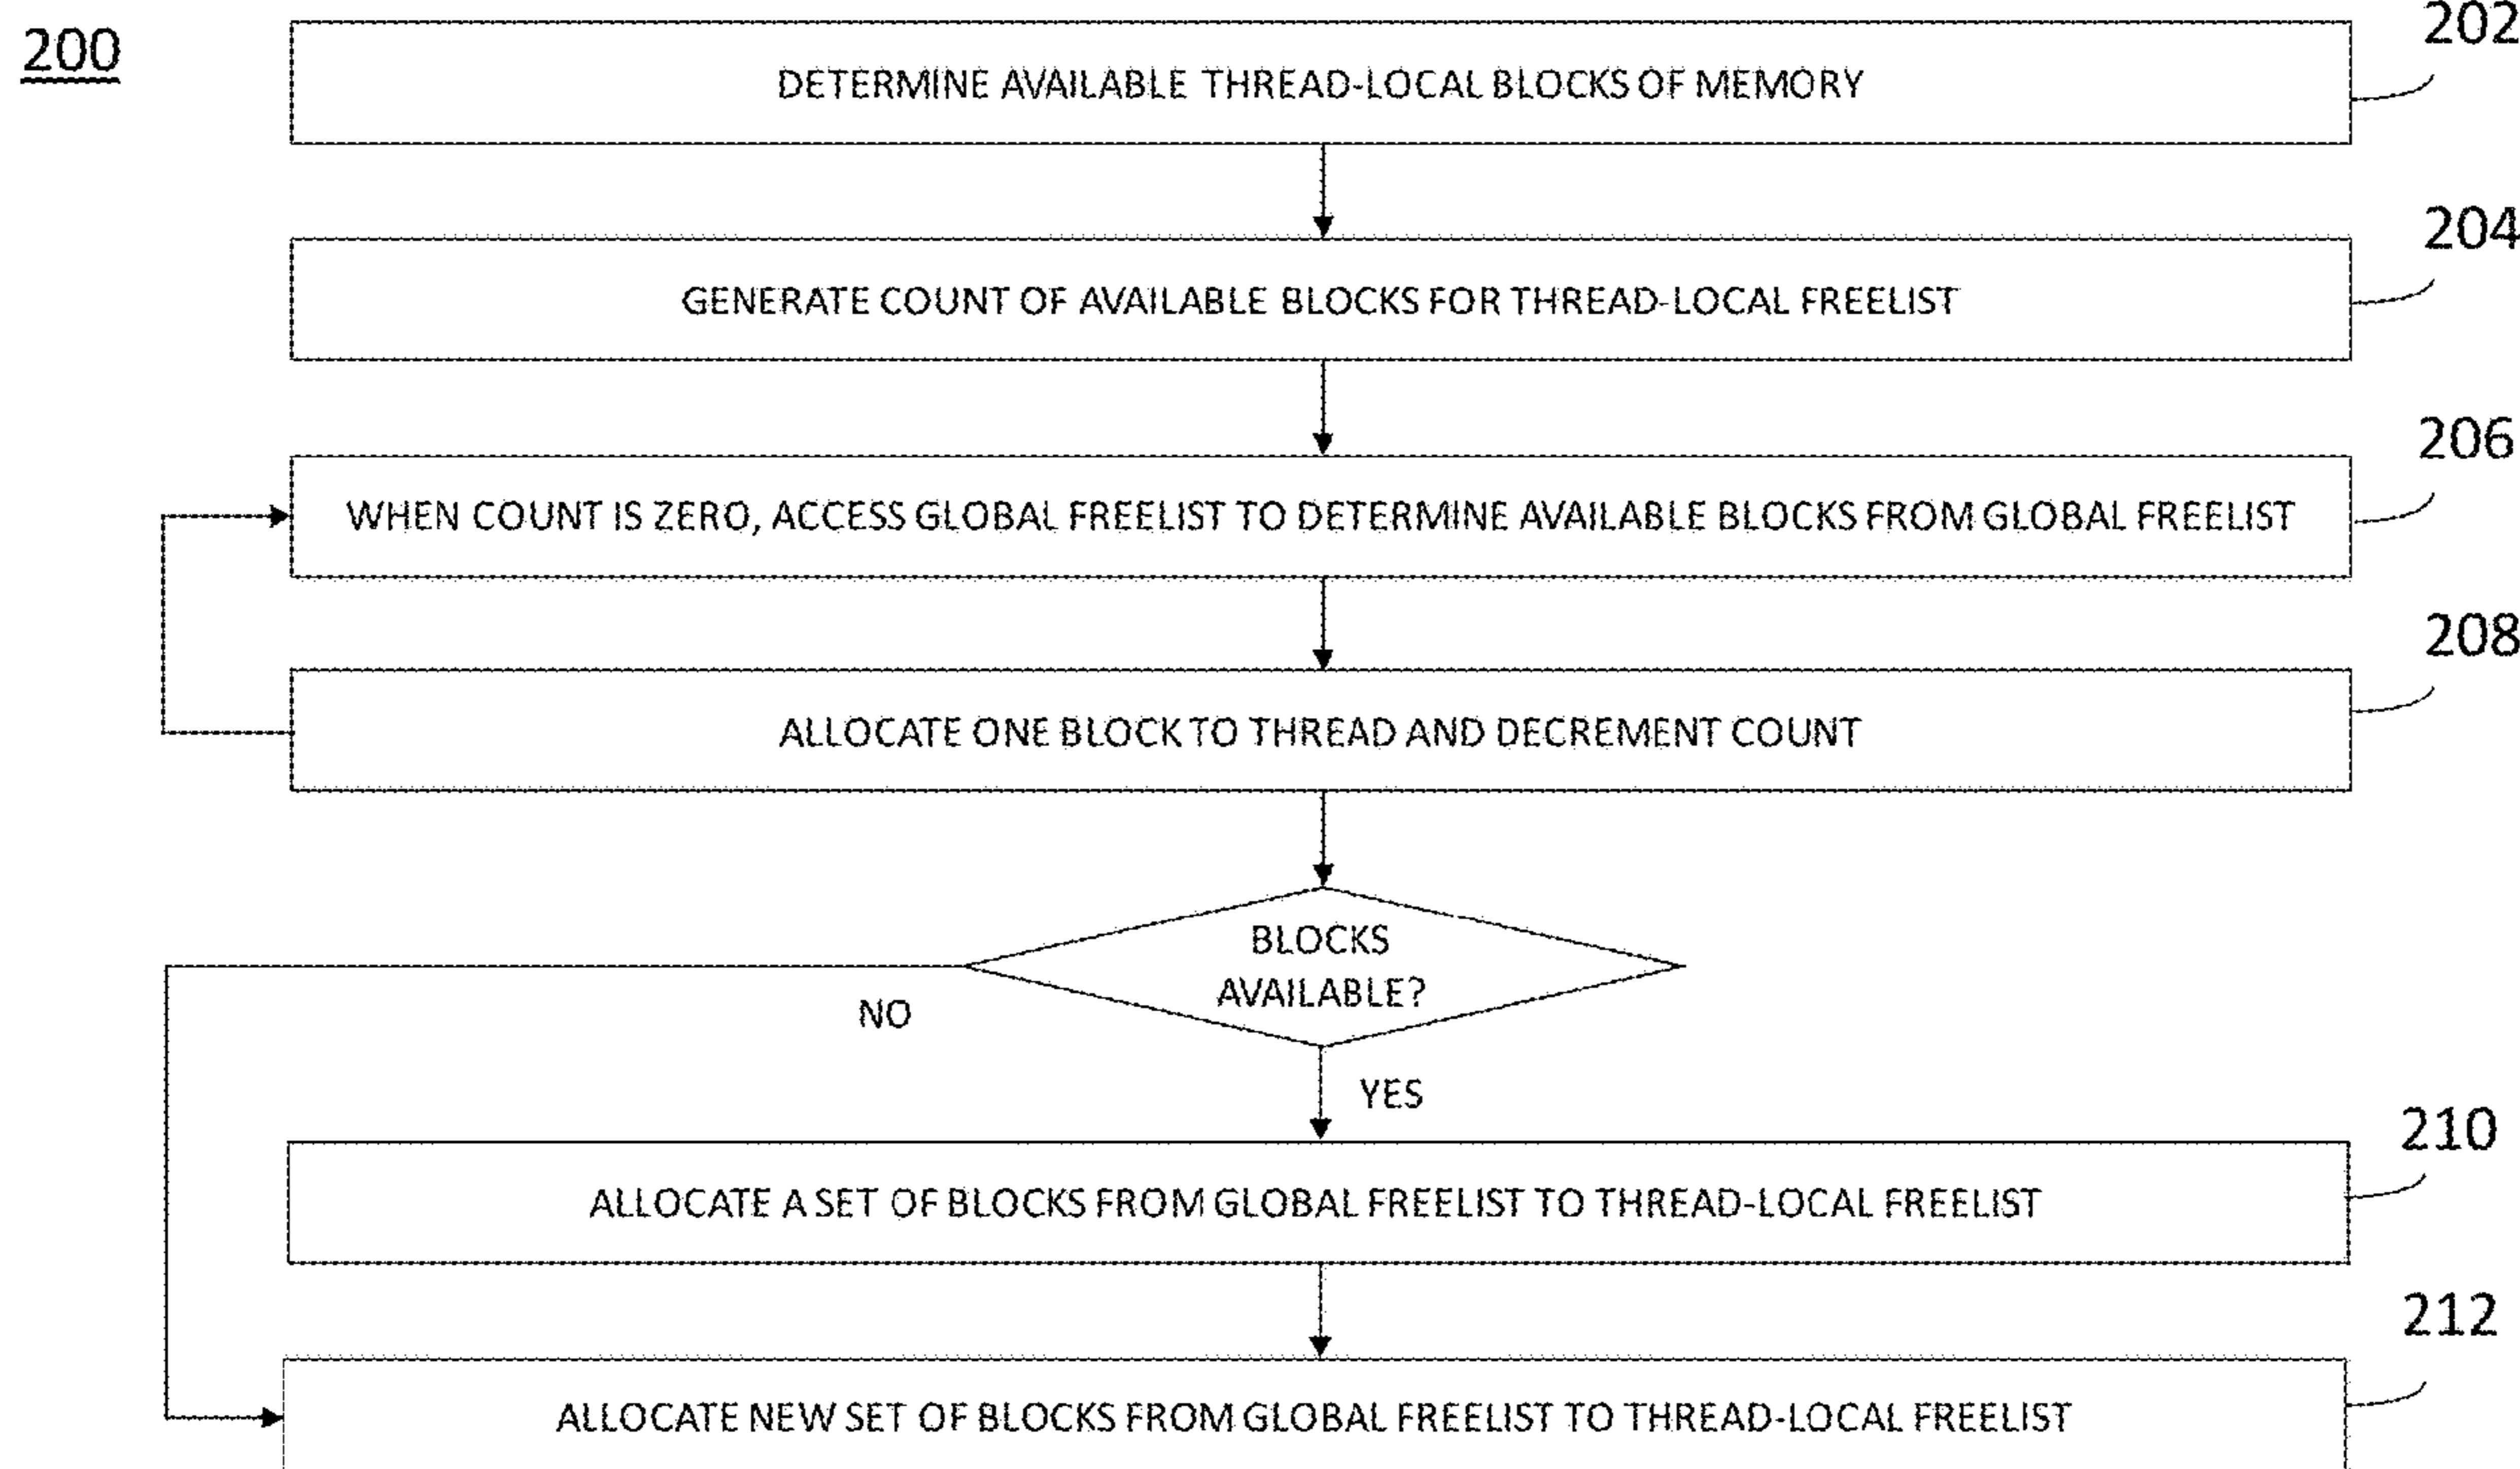 200
202
DETERMINE AVAILABLE THREAD-LOCAL BLOCKS OF MEMORY
204
GENERATE COUNT OF AVAILABLE BLOCKS FOR THREAD-LOCAL FREELIST
206
WHEN COUNT IS ZERO, ACCESS GLOBAL FREELIST TO DETERMINE AVAILABLE BLOCKS FROM GLOBAL FREELIST
208
ALLOCATE ONE BLOCK TO THREAD AND DECREMENT COUNT
BLOCKS
AVAILABLE?
NO
YES
210
ALLOCATE A SET OF BLOCKS FROM GLOBAL FREELIST TO THREAD-LOCAL FREELIST
212
ALLOCATE NEW SET OF BLOCKS FROM GLOBAL FREELIST TO THREAD-LOCAL FREELIST